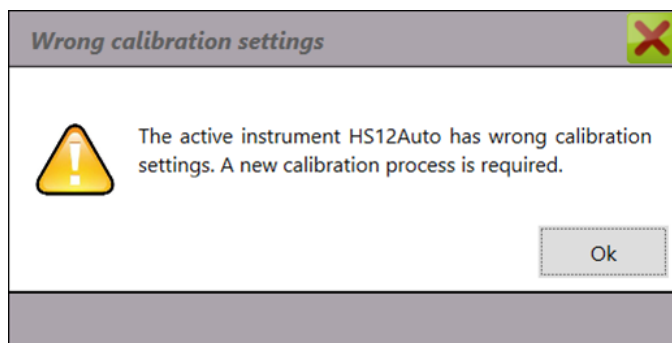 Wrong calibration settings
The active instrument HS12Auto has wrong calibration
settings. A new calibration process is required.
Ok